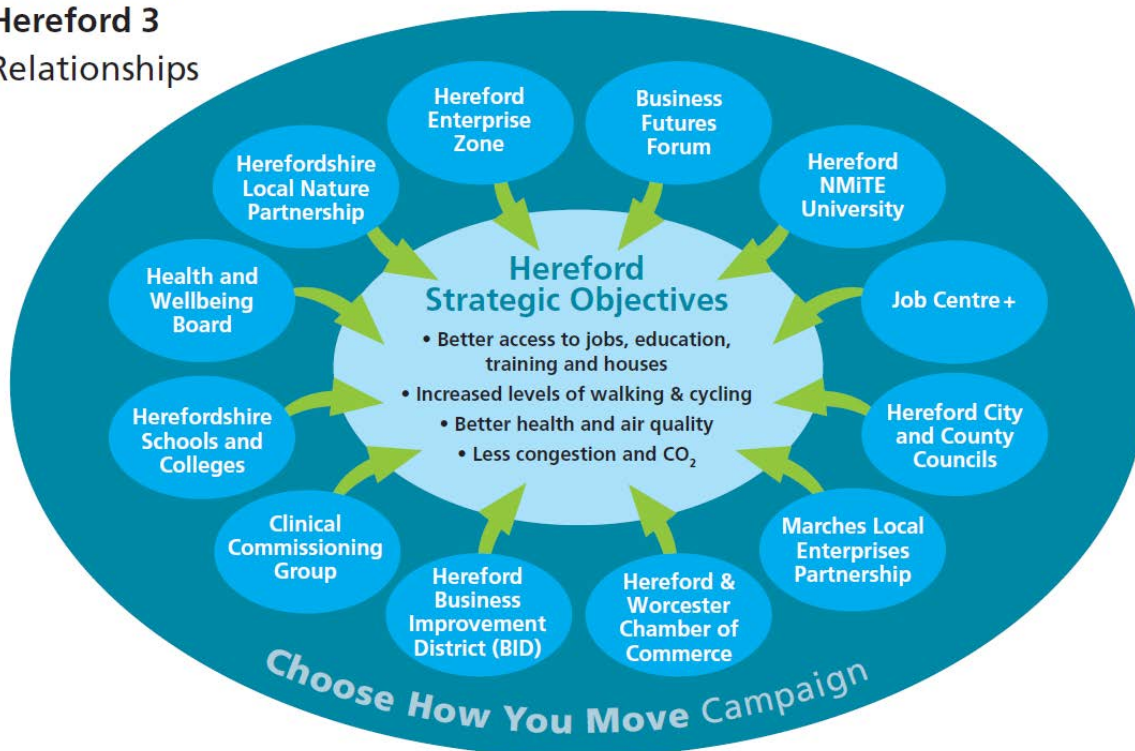 Hereford 3
Relationships
Hereford
Enterprise
Zone
Business
Futures
Forum
Hereford
NMiTE
University
Job Centre+
Hereford City
and County
Councils
Marches Local
Enterprises
Partnership
Hereford &
Worcester
Chamber of
Commerce
Hereford
Business
Improvement
District (BID)
Clinical
Commissioning
Group
Herefordshire
Schools and
Colleges
Health and
Wellbeing
Board
Herefordshire
Local Nature
Partnership
Hereford
Strategic Objectives
• Better access to jobs, education,
training and houses
• Increased levels of walking & cycling
• Better health and air quality
• Less congestion and CO₂
Choose How You Move Campaign